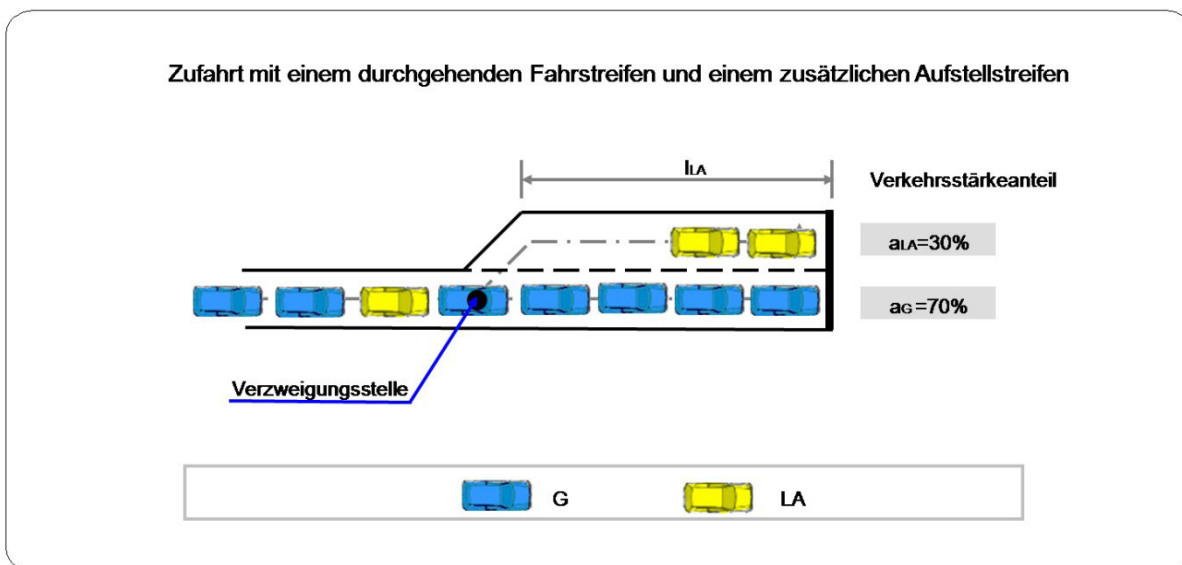 Zufahrt mit einem durchgehenden Fahrstreifen und einem zusätzlichen Aufstellstreifen
lLA
Verkehrsstärkeanteil
aLA=30%
aG=70%
Verzweigungsstelle
G
LA